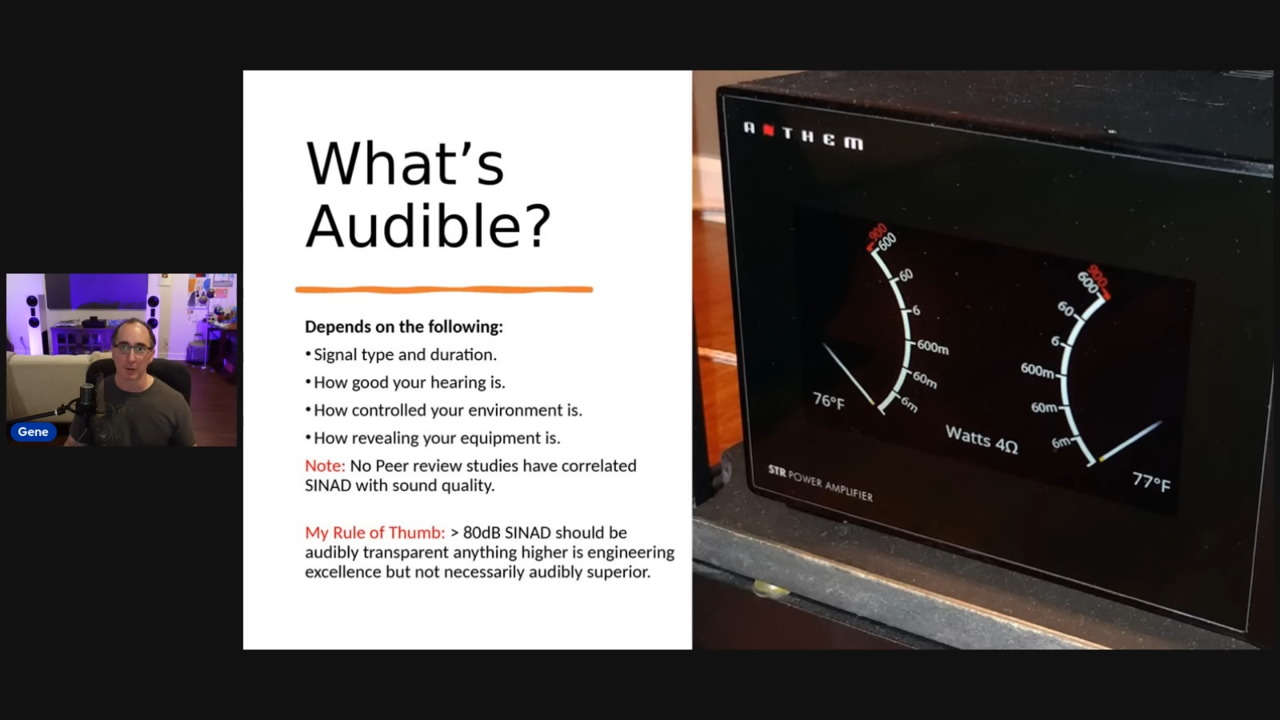 What's
Audible?
Depends on the following:
•Signal type and duration.
•How good your hearing is.
•How controlled your environment is.
•How revealing your equipment is.
Note: No Peer review studies have correlated
SINAD with sound quality.
My Rule of Thumb: > 80dB SINAD should be
audibly transparent anything higher is engineering
excellence but not necessarily audibly superior.
Gene
ANTHEM
900
600
60
6
600m
60m
6m
76°F
900
600
60
6
600m
60m
6m
77°F
Watts 4Ω
STR POWER AMPLIFIER